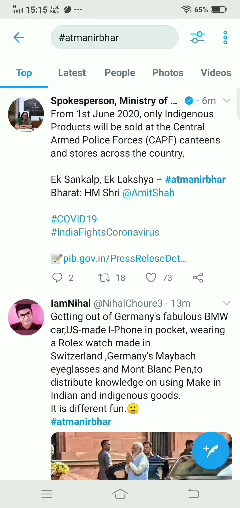 15:15
65%
#atmanirbhar
Top Latest People Photos Videos
Spokesperson, Ministry of ... · 6m
From 1st June 2020, only Indigenous
Products will be sold at the Central
Armed Police Forces (CAPF) canteens
and stores across the country.
Ek Sankalp, Ek Lakshya – #atmanirbhar
Bharat: HM Shri @AmitShah
#COVID19
#IndiaFightsCoronavirus
pib.gov.in/PressReleseDet...
2 18 73
IamNihal @NihalChoure3 · 13m
Getting out of Germany's fabulous BMW
car,US-made I-Phone in pocket, wearing
a Rolex watch made in
Switzerland ,Germany's Maybach
eyeglasses and Mont Blanc Pen,to
distribute knowledge on using Make in
Indian and indigenous goods.
It is different fun.
#atmanirbhar